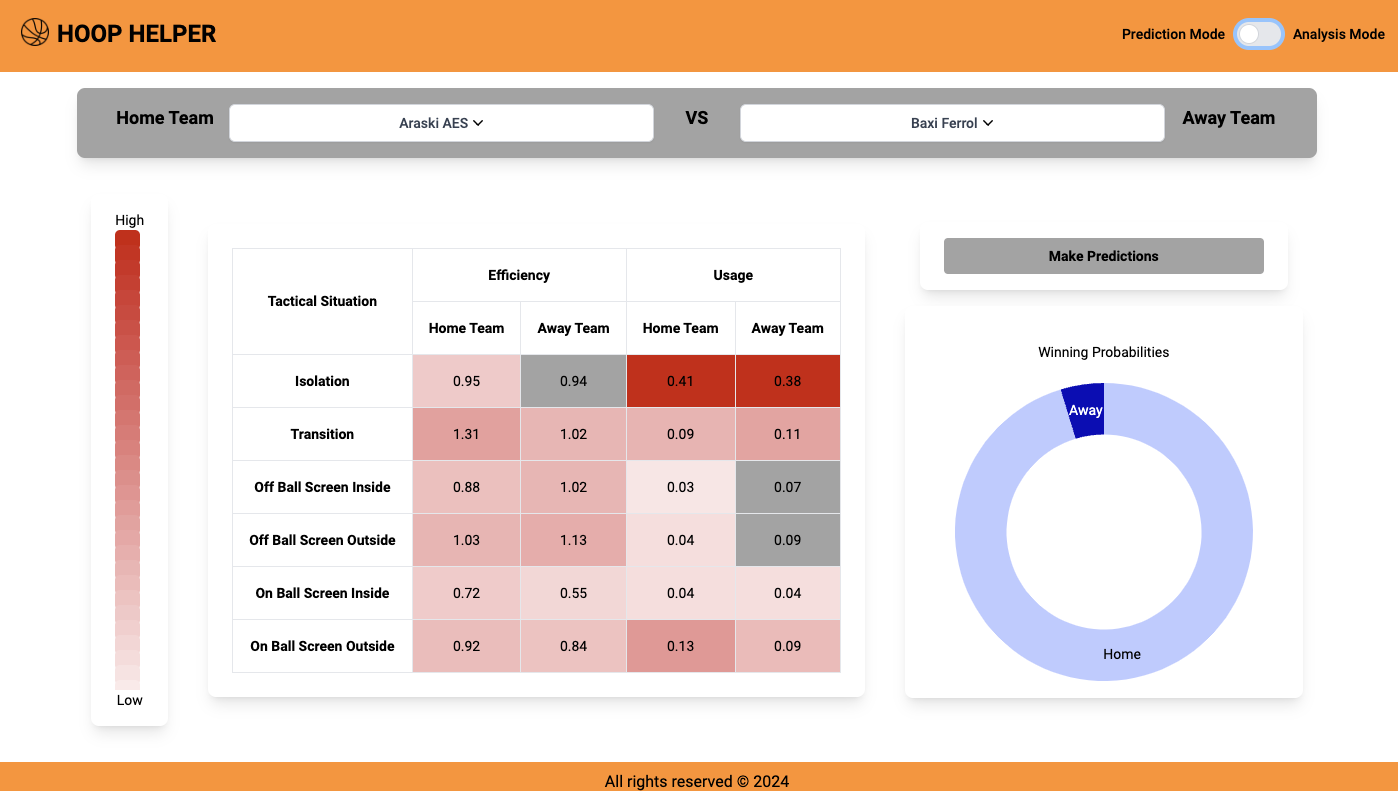 HOOP HELPER
Prediction Mode Analysis Mode
Home Team Araski AES VS Baxi Ferrol Away Team
High
Low
Tactical Situation Efficiency Usage
Home Team Away Team Home Team Away Team
Isolation 0.95 0.94 0.41 0.38
Transition 1.31 1.02 0.09 0.11
Off Ball Screen Inside 0.88 1.02 0.03 0.07
Off Ball Screen Outside 1.03 1.13 0.04 0.09
On Ball Screen Inside 0.72 0.55 0.04 0.04
On Ball Screen Outside 0.92 0.84 0.13 0.09
Make Predictions
Winning Probabilities
Away
Home
All rights reserved © 2024